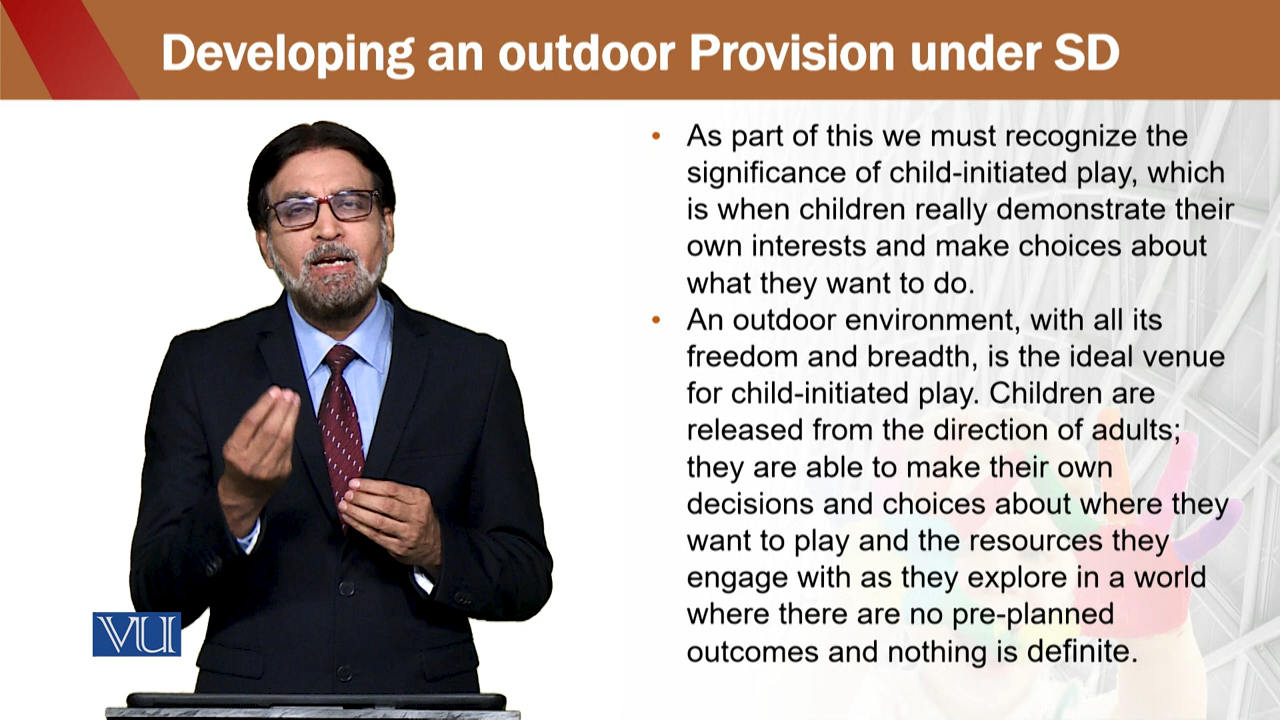 Developing an outdoor Provision under SD
• As part of this we must recognize the
significance of child-initiated play, which
is when children really demonstrate their
own interests and make choices about
what they want to do.
• An outdoor environment, with all its
freedom and breadth, is the ideal venue
for child-initiated play. Children are
released from the direction of adults;
they are able to make their own
decisions and choices about where they
want to play and the resources they
engage with as they explore in a world
where there are no pre-planned
outcomes and nothing is definite.
VU